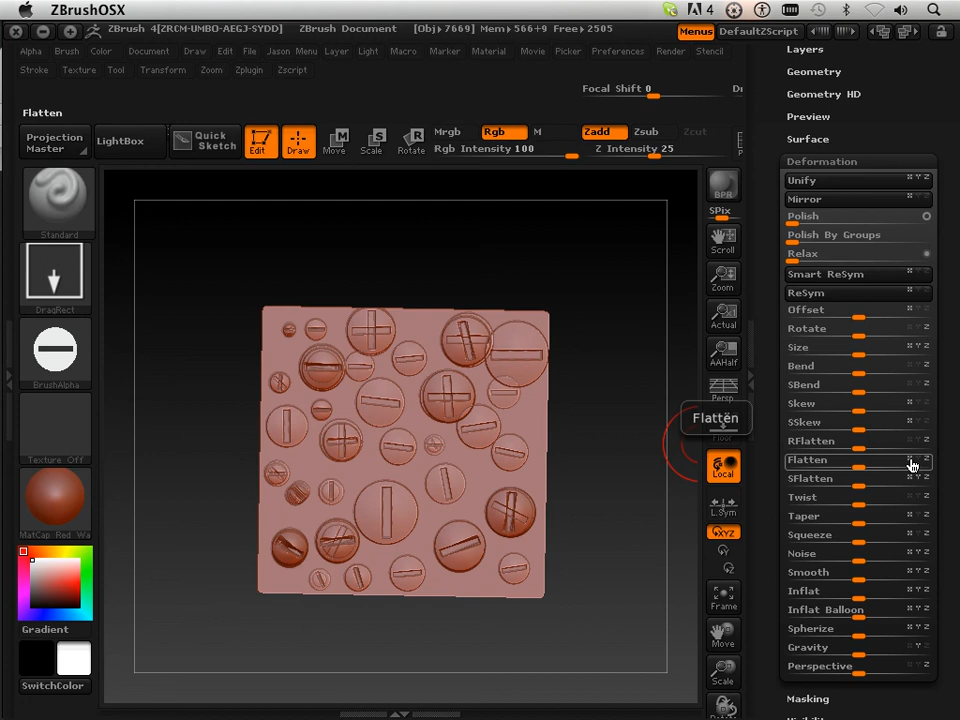 ZBrushOSX 4
ZBrush 4[ZRCM-UMBO-AEGJ-SYDD] ZBrush Document [Obj>7669] Mem>566+9 Free>2505 Menus DefaultZScript
Alpha Brush Color Document Draw Edit File Jason Menu Layer Light Macro Marker Material Movie Picker Preferences Render Stencil
Stroke Texture Tool Transform Zoom Zplugin Zscript
Focal Shift 0
Flatten
Projection Master
LightBox
Quick Sketch
Edit Draw Move Scale Rotate
Mrgb Rgb M Zadd Zsub Zcut
Rgb Intensity 100 Z Intensity 25
Standard
DragRect
BrushAlpha
Texture Off
MatCap Red Wa
Gradient
SwitchColor
BPR
SPix
Scroll
Zoom
Actual
AAHalf
Persp
Flatten
Floor
Local
L.Sym
XYZ
Frame
Move
Scale
Layers
Geometry
Geometry HD
Preview
Surface
Deformation
Unify
Mirror
Polish
Polish By Groups
Relax
Smart ReSym
ReSym
Offset
Rotate
Size
Bend
SBend
Skew
SSkew
RFlatten
Flatten
SFlatten
Twist
Taper
Squeeze
Noise
Smooth
Inflat
Inflat Balloon
Spherize
Gravity
Perspective
Masking